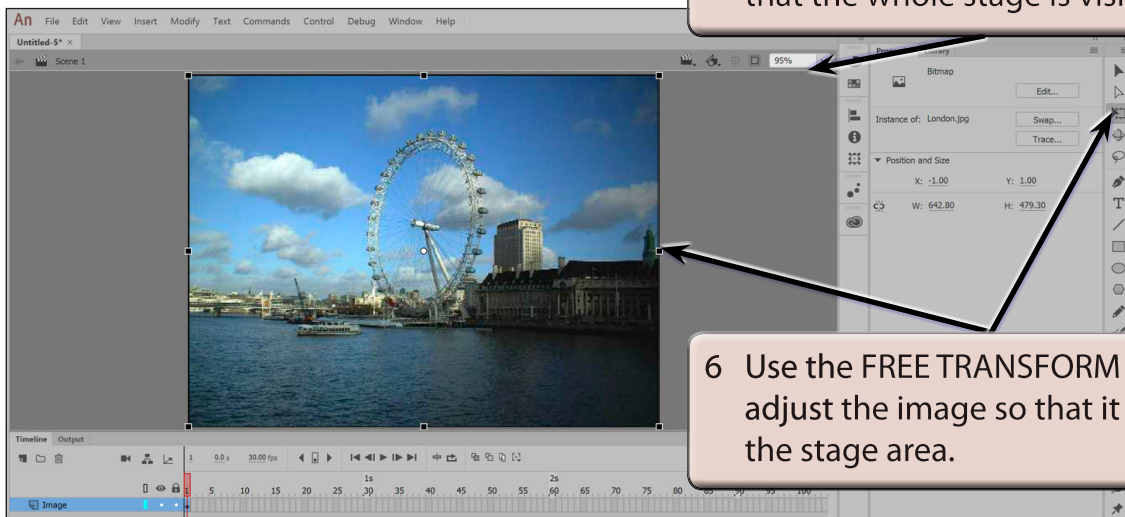 that the whole stage is
An File Edit View Insert Modify Text Commands Control Debug Window Help
Untitled-5* ×
Scene 1
95%
Bitmap
Edit...
Instance of: London.jpg Swap...
Trace...
Position and Size
X: -1.00 Y: 1.00
W: 642.80 H: 479.30
6 Use the FREE TRANSFORM
adjust the image so that it
the stage area.
Timeline Output
1 0.0 s 30.00 fps
1s 2s
1 5 10 15 20 25 30 35 40 45 50 55 60 65 70 75 80 85 90 95 100
Image